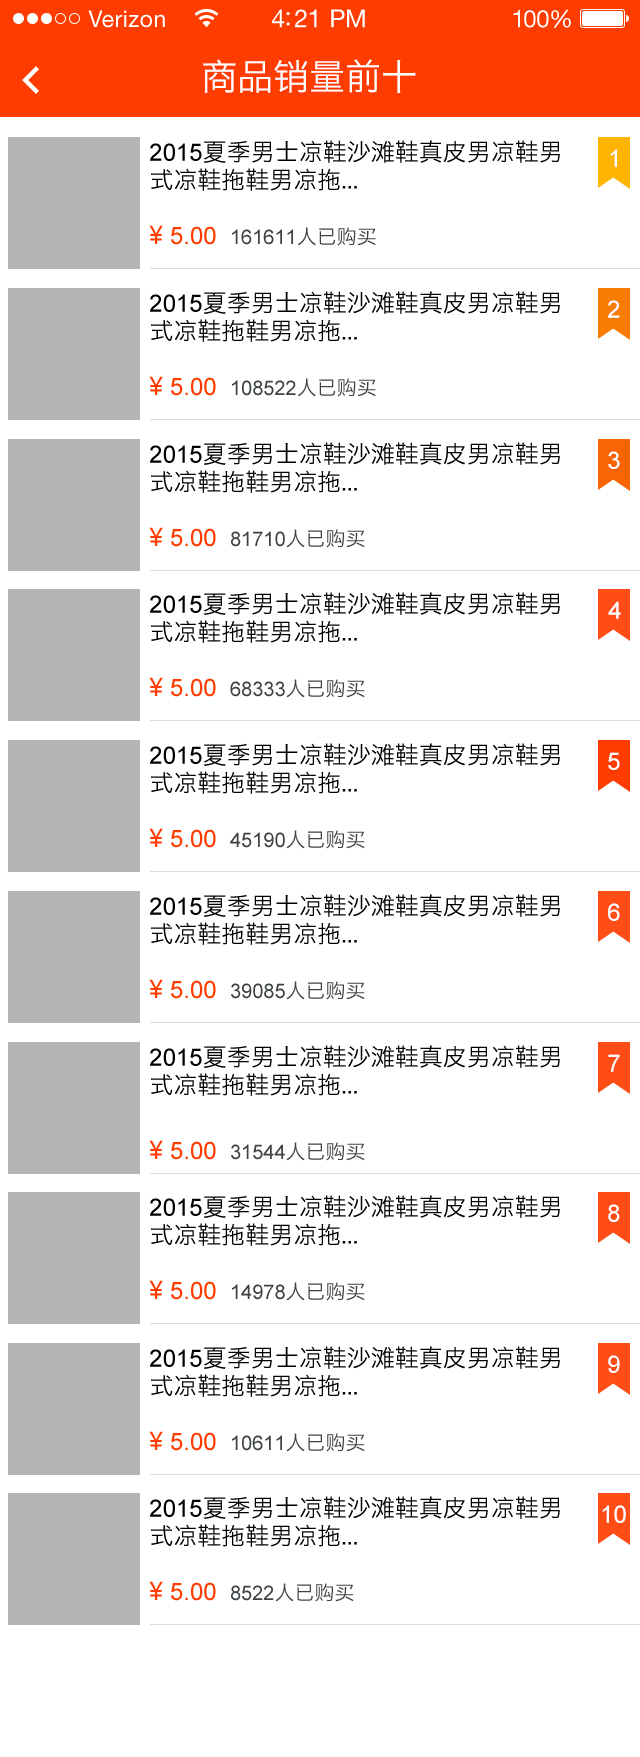 Verizon 4:21 PM 100%
商品销量前十
2015夏季男士凉鞋沙滩鞋真皮男凉鞋男
式凉鞋拖鞋男凉拖...
1
¥ 5.00 161611人已购买
2015夏季男士凉鞋沙滩鞋真皮男凉鞋男
式凉鞋拖鞋男凉拖...
2
¥ 5.00 108522人已购买
2015夏季男士凉鞋沙滩鞋真皮男凉鞋男
式凉鞋拖鞋男凉拖...
3
¥ 5.00 81710人已购买
2015夏季男士凉鞋沙滩鞋真皮男凉鞋男
式凉鞋拖鞋男凉拖...
4
¥ 5.00 68333人已购买
2015夏季男士凉鞋沙滩鞋真皮男凉鞋男
式凉鞋拖鞋男凉拖...
5
¥ 5.00 45190人已购买
2015夏季男士凉鞋沙滩鞋真皮男凉鞋男
式凉鞋拖鞋男凉拖...
6
¥ 5.00 39085人已购买
2015夏季男士凉鞋沙滩鞋真皮男凉鞋男
式凉鞋拖鞋男凉拖...
7
¥ 5.00 31544人已购买
2015夏季男士凉鞋沙滩鞋真皮男凉鞋男
式凉鞋拖鞋男凉拖...
8
¥ 5.00 14978人已购买
2015夏季男士凉鞋沙滩鞋真皮男凉鞋男
式凉鞋拖鞋男凉拖...
9
¥ 5.00 10611人已购买
2015夏季男士凉鞋沙滩鞋真皮男凉鞋男
式凉鞋拖鞋男凉拖...
10
¥ 5.00 8522人已购买